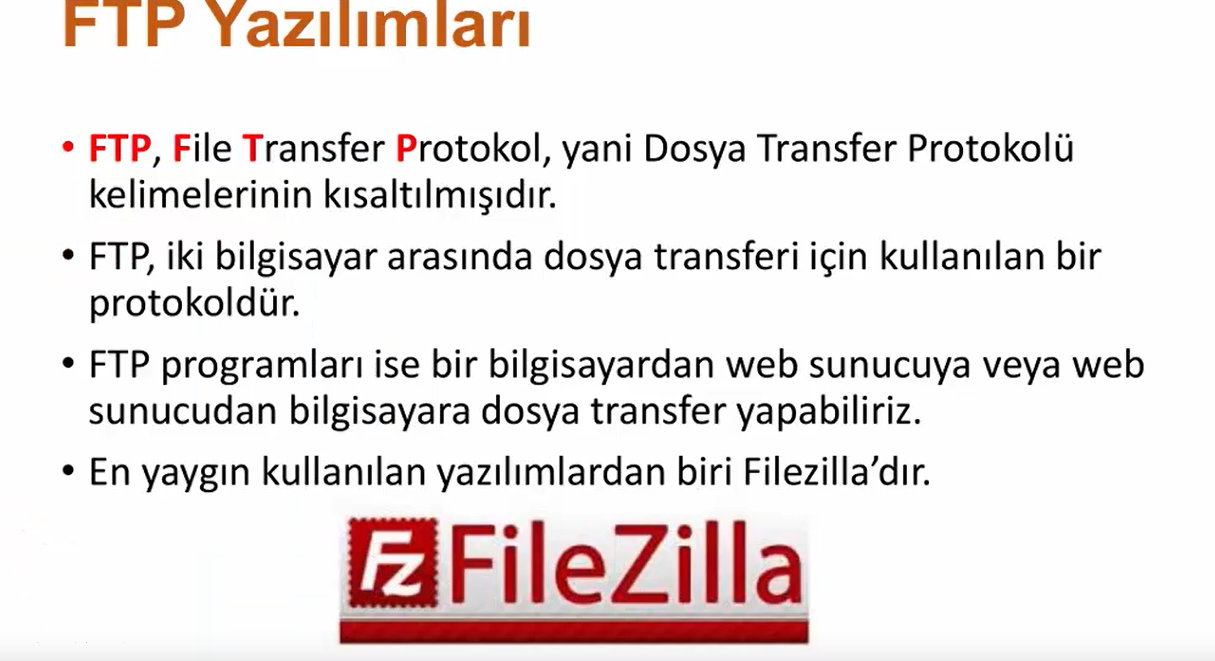 FTP Yazılımları
• FTP, File Transfer Protokol, yani Dosya Transfer Protokolü
kelimelerinin kısaltılmışıdır.
• FTP, iki bilgisayar arasında dosya transferi için kullanılan bir
protokoldür.
• FTP programları ise bir bilgisayardan web sunucuya veya web
sunucudan bilgisayara dosya transfer yapabiliriz.
• En yaygın kullanılan yazılımlardan biri Filezilla’dır.
Fz FileZilla